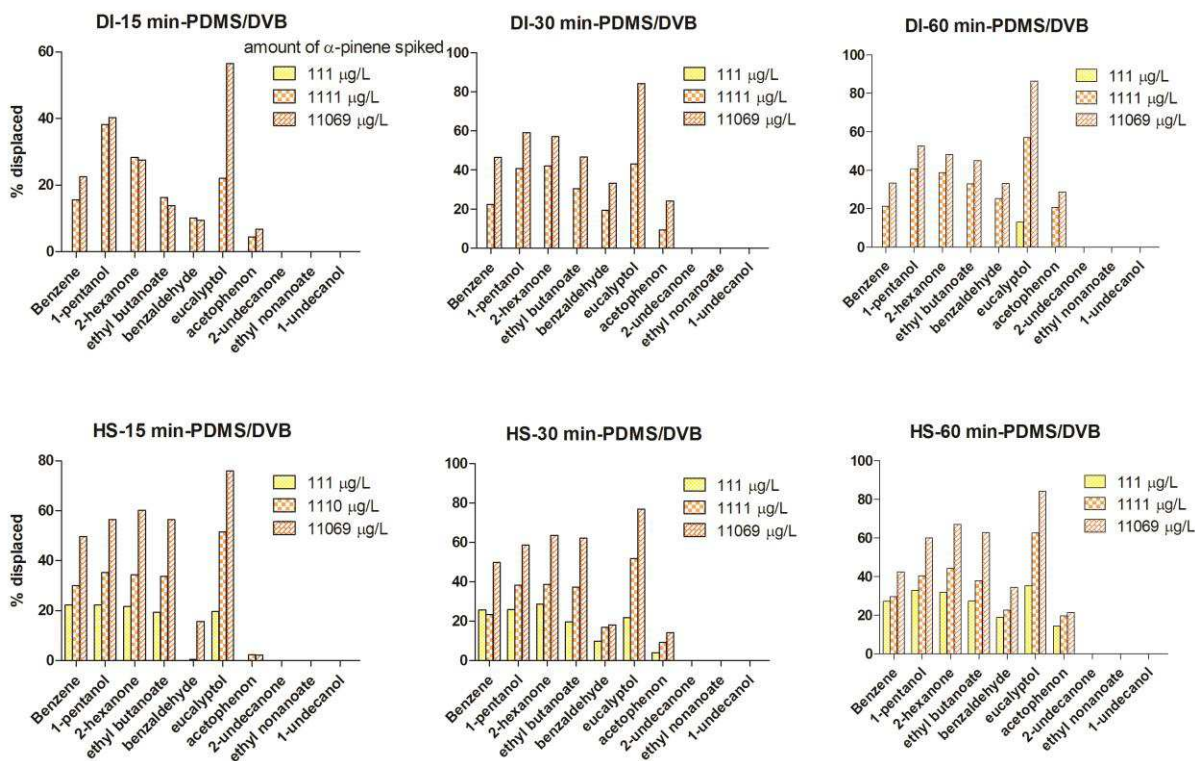 DI-15 min-PDMS/DVB
amount of α-pinene spiked
111 µg/L
1111 µg/L
11069 µg/L
% displaced
60
40
20
0
Benzene
1-pentanol
2-hexanone
ethyl butanoate
benzaldehyde
eucalyptol
acetophenon
2-undecanone
ethyl nonanoate
1-undecanol
DI-30 min-PDMS/DVB
111 µg/L
1111 µg/L
11069 µg/L
100
80
60
40
20
0
Benzene
1-pentanol
2-hexanone
ethyl butanoate
benzaldehyde
eucalyptol
acetophenon
2-undecanone
ethyl nonanoate
1-undecanol
DI-60 min-PDMS/DVB
111 µg/L
1111 µg/L
11069 µg/L
100
80
60
40
20
0
Benzene
1-pentanol
2-hexanone
ethyl butanoate
benzaldehyde
eucalyptol
acetophenon
2-undecanone
ethyl nonanoate
1-undecanol
HS-15 min-PDMS/DVB
111 µg/L
1110 µg/L
11069 µg/L
% displaced
80
60
40
20
0
Benzene
1-pentanol
2-hexanone
ethyl butanoate
benzaldehyde
eucalyptol
acetophenon
2-undecanone
ethyl nonanoate
1-undecanol
HS-30 min-PDMS/DVB
111 µg/L
1111 µg/L
11069 µg/L
100
80
60
40
20
0
Benzene
1-pentanol
2-hexanone
ethyl butanoate
benzaldehyde
eucalyptol
acetophenon
2-undecanone
ethyl nonanoate
1-undecanol
HS-60 min-PDMS/DVB
111 µg/L
1111 µg/L
11069 µg/L
100
80
60
40
20
0
Benzene
1-pentanol
2-hexanone
ethyl butanoate
benzaldehyde
eucalyptol
acetophenon
2-undecanone
ethyl nonanoate
1-undecanol